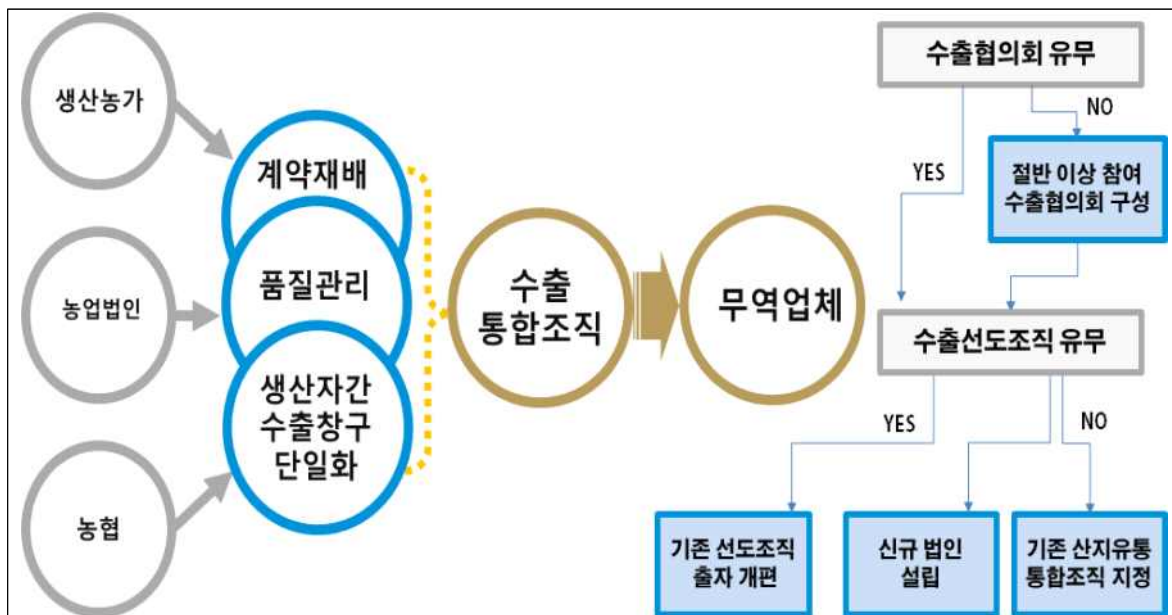 생산농가
농업법인
농협
계약재배
품질관리
생산자간
수출창구
단일화
수출
통합조직
무역업체
수출협의회 유무
NO
YES
절반 이상 참여
수출협의회 구성
수출선도조직 유무
YES
NO
기존 선도조직
출자 개편
신규 법인
설립
기존 산지유통
통합조직 지정